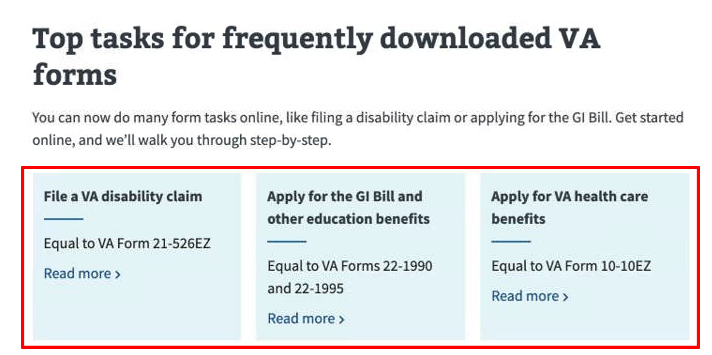 Top tasks for frequently downloaded VA
forms
You can now do many form tasks online, like filing a disability claim or applying for the GI Bill. Get started
online, and we'll walk you through step-by-step.
File a VA disability claim
Equal to VA Form 21-526EZ
Read more ›
Apply for the GI Bill and
other education benefits
Equal to VA Forms 22-1990
and 22-1995
Read more ›
Apply for VA health care
benefits
Equal to VA Form 10-10EZ
Read more ›